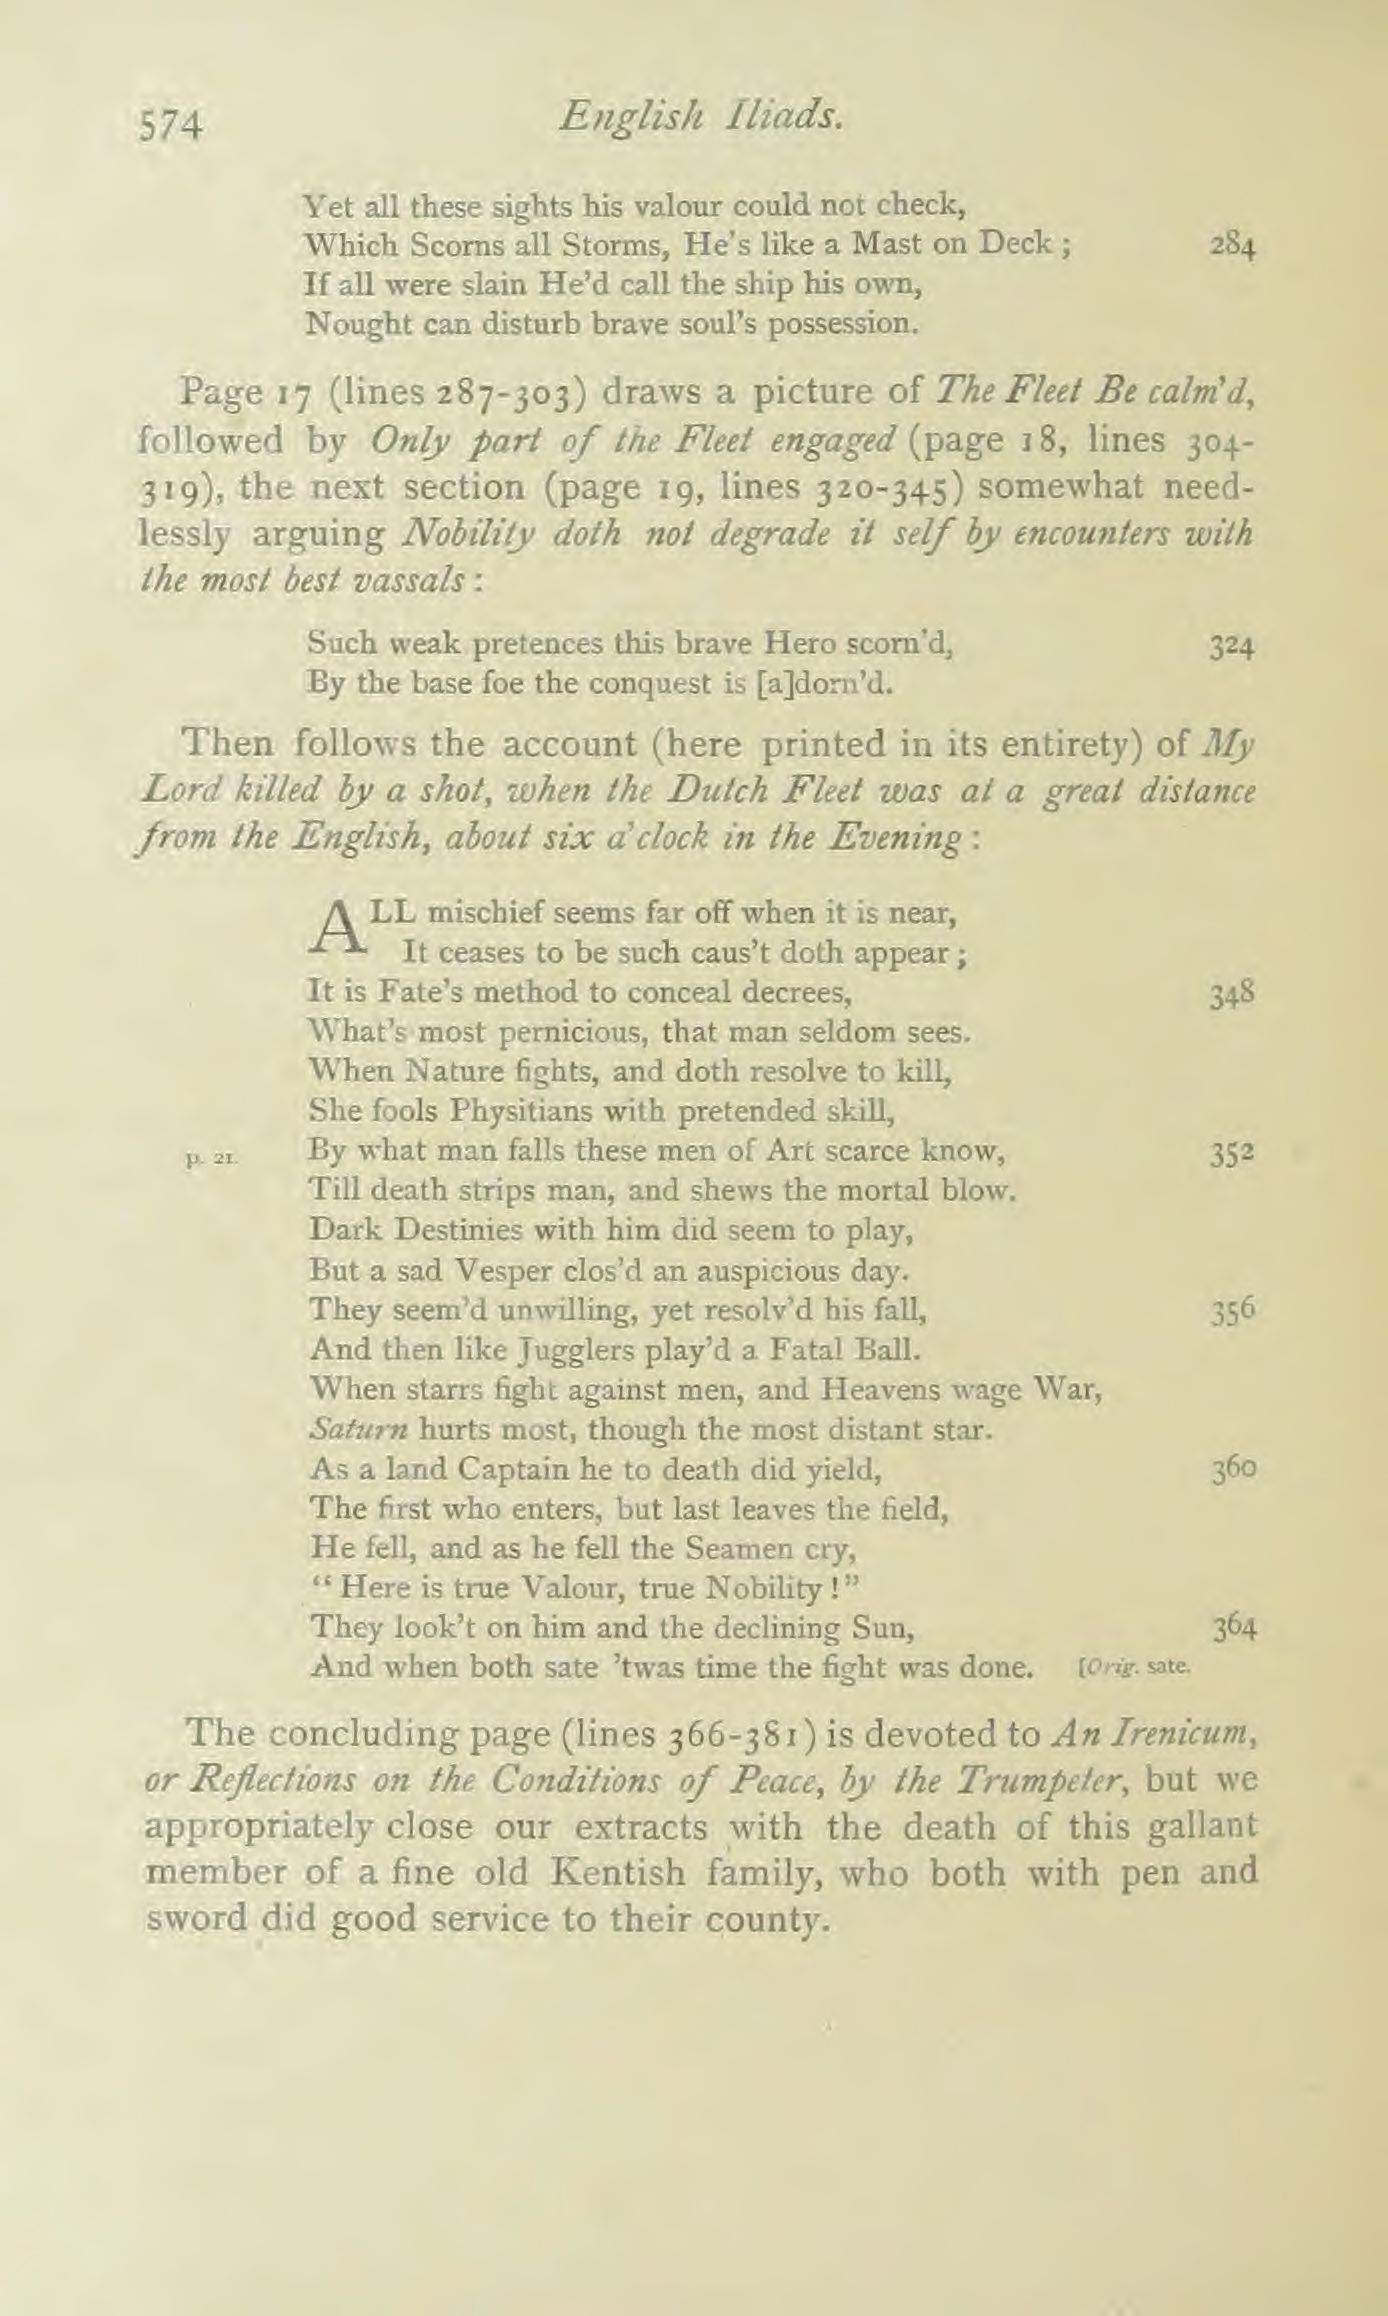 574 English Iliads.
Yet all these sights his valour could not check,
Which Scorns all Storms, He's like a Mast on Deck ; 284
If all were slain He'd call the ship his own,
Nought can disturb brave soul's possession.
Page 17 (lines 287-303) draws a picture of The Fleet Be calm'd,
followed by Only part of the Fleet engaged (page 18, lines 304-
319), the next section (page 19, lines 320-345) somewhat need-
lessly arguing Nobility doth not degrade it self by encounters with
the most best vassals :
Such weak pretences this brave Hero scorn'd, 324
By the base foe the conquest is [a]dorn'd.
Then follows the account (here printed in its entirety) of My
Lord killed by a shot, when the Dutch Fleet was at a great distance
from the English, about six a'clock in the Evening :
ALL mischief seems far off when it is near,
It ceases to be such caus't doth appear ;
It is Fate's method to conceal decrees, 348
What's most pernicious, that man seldom sees.
When Nature fights, and doth resolve to kill,
She fools Physitians with pretended skill,
p. 21. By what man falls these men of Art scarce know, 352
Till death strips man, and shews the mortal blow.
Dark Destinies with him did seem to play,
But a sad Vesper clos'd an auspicious day.
They seem'd unwilling, yet resolv'd his fall, 356
And then like Jugglers play'd a Fatal Ball.
When starrs fight against men, and Heavens wage War,
Saturn hurts most, though the most distant star.
As a land Captain he to death did yield, 360
The first who enters, but last leaves the field,
He fell, and as he fell the Seamen cry,
“ Here is true Valour, true Nobility ! ”
They look't on him and the declining Sun, 364
And when both sate 'twas time the fight was done. [Orig. sate.
The concluding page (lines 366-381) is devoted to An Irenicum,
or Reflections on the Conditions of Peace, by the Trumpeter, but we
appropriately close our extracts with the death of this gallant
member of a fine old Kentish family, who both with pen and
sword did good service to their county.